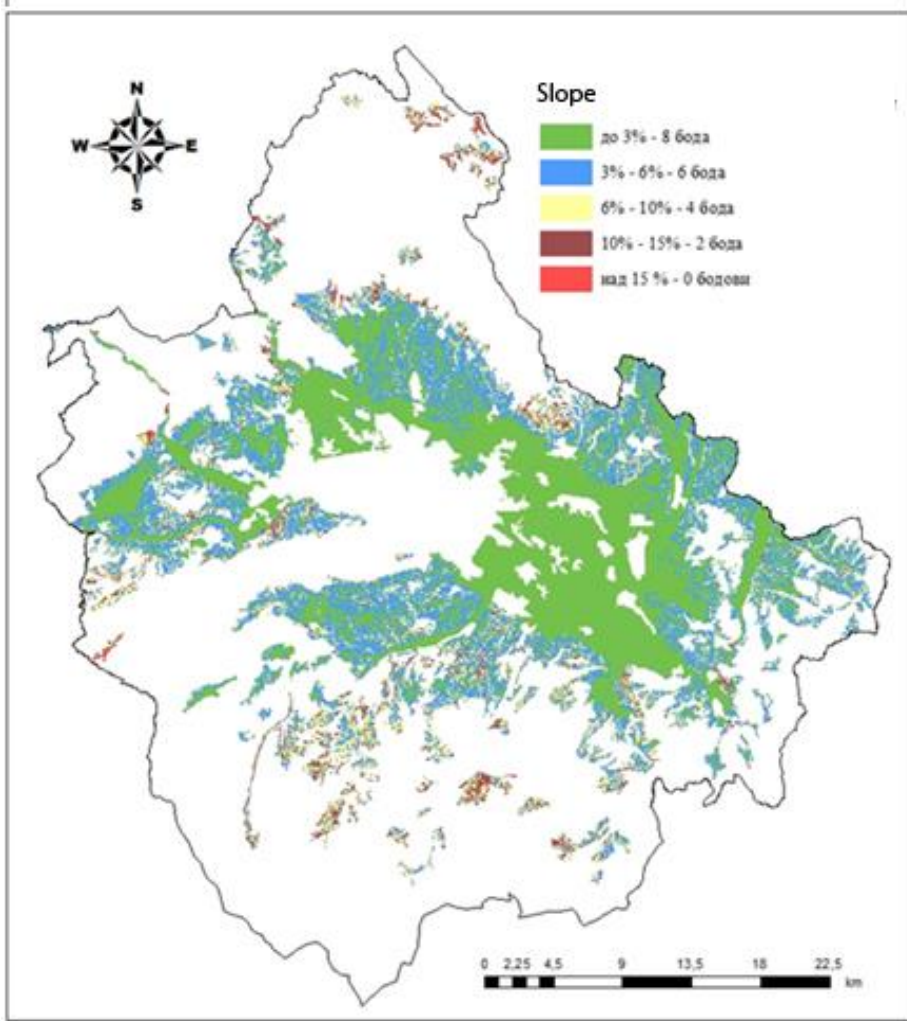 Slope
N
W E
S
до 3% - 8 бода
3% - 6% - 6 бода
6% - 10% - 4 бода
10% - 15% - 2 бода
над 15 % - 0 бодови
0 2,25 4,5 9 13,5 18 22,5
km